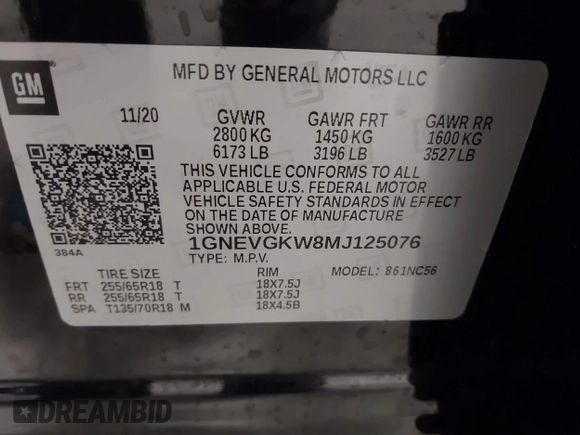 GM
MFD BY GENERAL MOTORS LLC
11/20 GVWR GAWR FRT GAWR RR
2800 KG 1450 KG 1600 KG
6173 LB 3196 LB 3527 LB
THIS VEHICLE CONFORMS TO ALL
APPLICABLE U.S. FEDERAL MOTOR
VEHICLE SAFETY STANDARDS IN EFFECT
ON THE DATE OF MANUFACTURE
SHOWN ABOVE.
1GNEVGKW8MJ125076
384A
TYPE: M.P.V. MODEL: 861NC56
TIRE SIZE RIM
FRT 255/65R18 T 18X7.5J
RR 255/65R18 T 18X7.5J
SPA T135/70R18 M 18X4.5B
DREAMBID